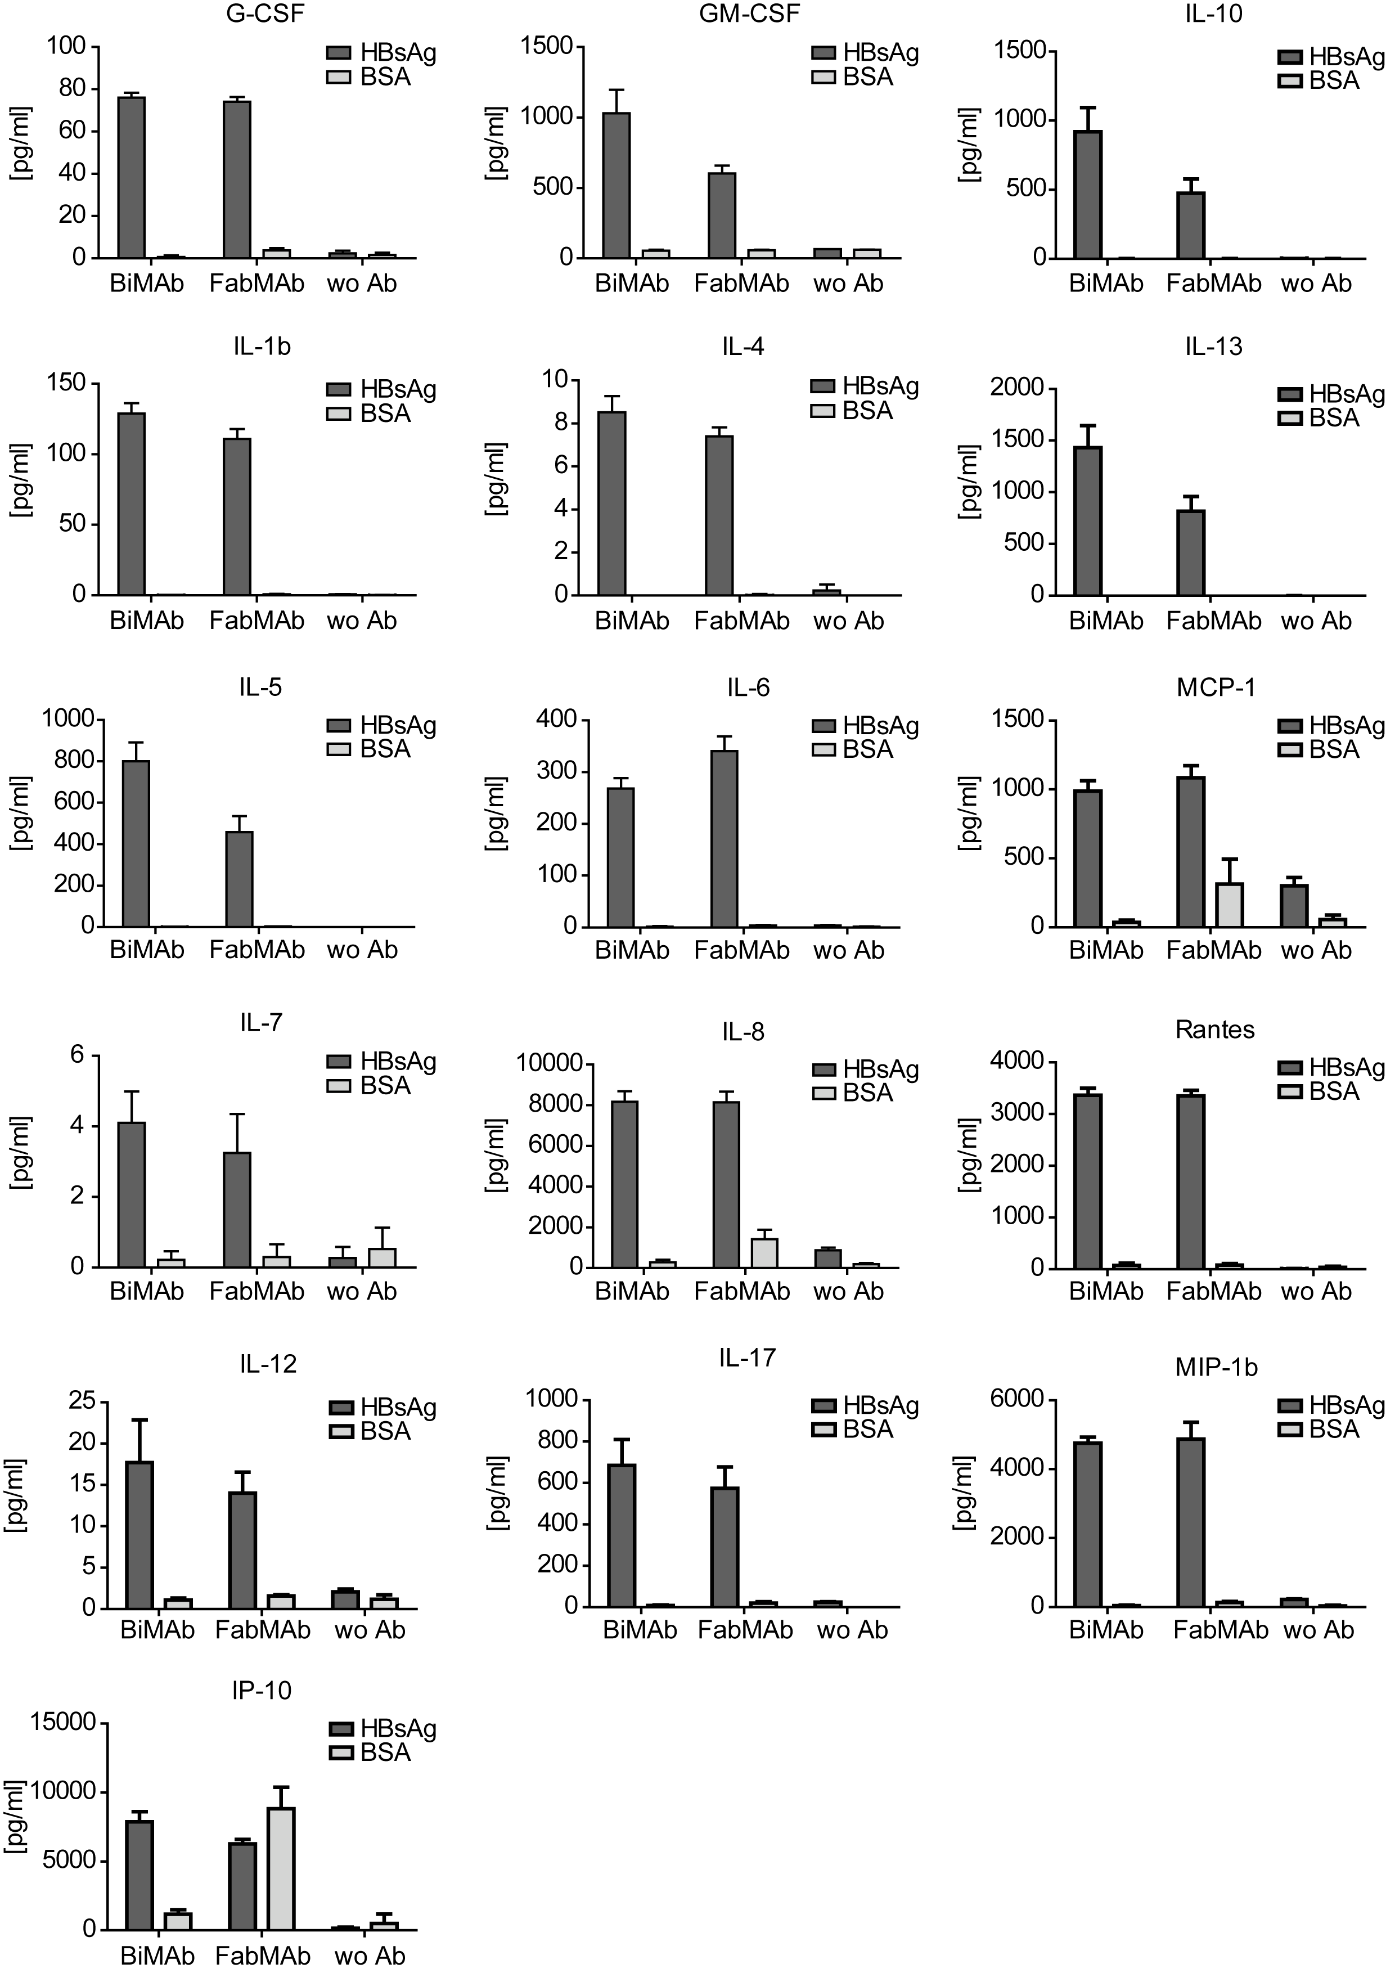 G-CSF
100
80
60
40
20
0
[pg/ml]
HBsAg
BSA
BiMAb FabMAb wo Ab
GM-CSF
1500
1000
500
0
[pg/ml]
HBsAg
BSA
BiMAb FabMAb wo Ab
IL-10
1500
1000
500
0
[pg/ml]
HBsAg
BSA
BiMAb FabMAb wo Ab
IL-1b
150
100
50
0
[pg/ml]
HBsAg
BSA
BiMAb FabMAb wo Ab
IL-4
10
8
6
4
2
0
[pg/ml]
HBsAg
BSA
BiMAb FabMAb wo Ab
IL-13
2000
1500
1000
500
0
[pg/ml]
HBsAg
BSA
BiMAb FabMAb wo Ab
IL-5
1000
800
600
400
200
0
[pg/ml]
HBsAg
BSA
BiMAb FabMAb wo Ab
IL-6
400
300
200
100
0
[pg/ml]
HBsAg
BSA
BiMAb FabMAb wo Ab
MCP-1
1500
1000
500
0
[pg/ml]
HBsAg
BSA
BiMAb FabMAb wo Ab
IL-7
6
4
2
0
[pg/ml]
HBsAg
BSA
BiMAb FabMAb wo Ab
IL-8
10000
8000
6000
4000
2000
0
[pg/ml]
HBsAg
BSA
BiMAb FabMAb wo Ab
Rantes
4000
3000
2000
1000
0
[pg/ml]
HBsAg
BSA
BiMAb FabMAb wo Ab
IL-12
25
20
15
10
5
0
[pg/ml]
HBsAg
BSA
BiMAb FabMAb wo Ab
IL-17
1000
800
600
400
200
0
[pg/ml]
HBsAg
BSA
BiMAb FabMAb wo Ab
MIP-1b
6000
4000
2000
0
[pg/ml]
HBsAg
BSA
BiMAb FabMAb wo Ab
IP-10
15000
10000
5000
0
[pg/ml]
HBsAg
BSA
BiMAb FabMAb wo Ab